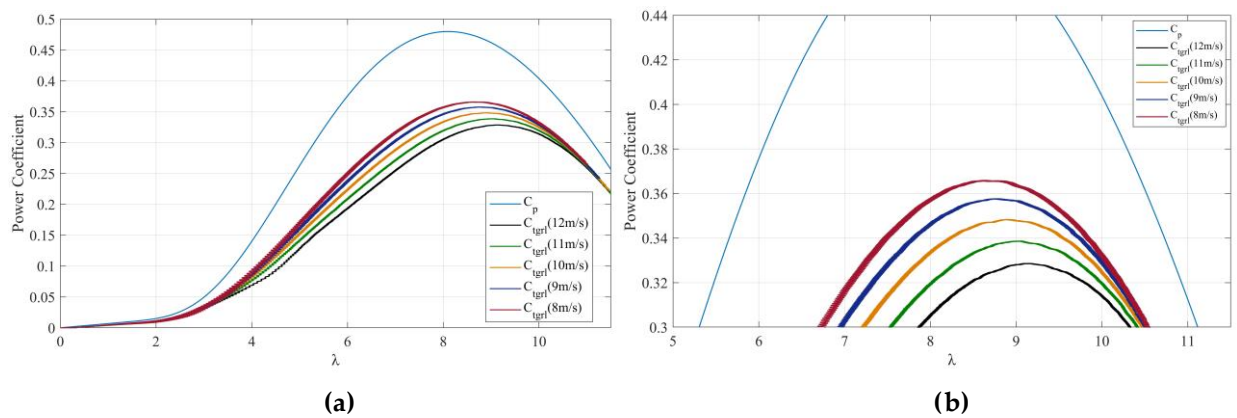 0.5
0.45
0.4
0.35
0.3
0.25
0.2
0.15
0.1
0.05
0
Power Coefficient
0 2 4 6 8 10
λ
C_p
C_tgrl(12m/s)
C_tgrl(11m/s)
C_tgrl(10m/s)
C_tgrl(9m/s)
C_tgrl(8m/s)
(a)
0.44
0.42
0.4
0.38
0.36
0.34
0.32
0.3
Power Coefficient
5 6 7 8 9 10 11
λ
C_p
C_tgrl(12m/s)
C_tgrl(11m/s)
C_tgrl(10m/s)
C_tgrl(9m/s)
C_tgrl(8m/s)
(b)